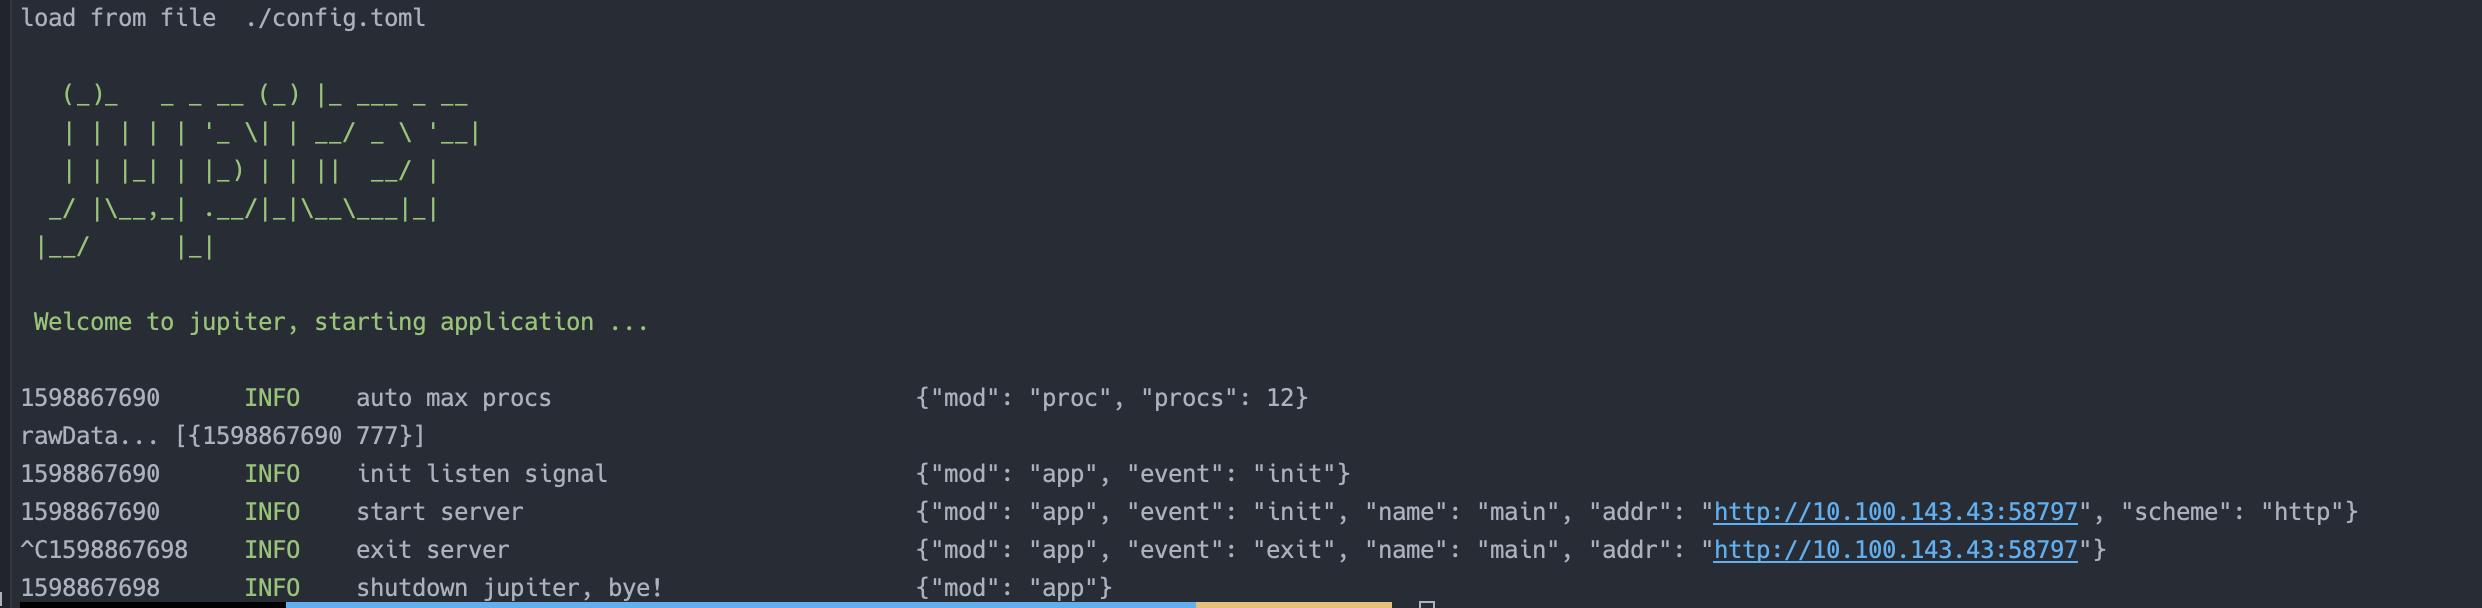 load from file  ./config.toml
   (_)_   _ _ __ (_) |_ ___ _ __
   | | | | | '_ \| | __/ _ \ '__|
   | | |_| | |_) | | ||  __/ |
  _/ |\__,_| .__/|_|\__\___|_|
 |__/      |_|
 Welcome to jupiter, starting application ...
1598867690      INFO    auto max procs                          {"mod": "proc", "procs": 12}
rawData... [{1598867690 777}]
1598867690      INFO    init listen signal                      {"mod": "app", "event": "init"}
1598867690      INFO    start server                            {"mod": "app", "event": "init", "name": "main", "addr": "http://10.100.143.43:58797", "scheme": "http"}
^C1598867698    INFO    exit server                             {"mod": "app", "event": "exit", "name": "main", "addr": "http://10.100.143.43:58797"}
1598867698      INFO    shutdown jupiter, bye!                  {"mod": "app"}